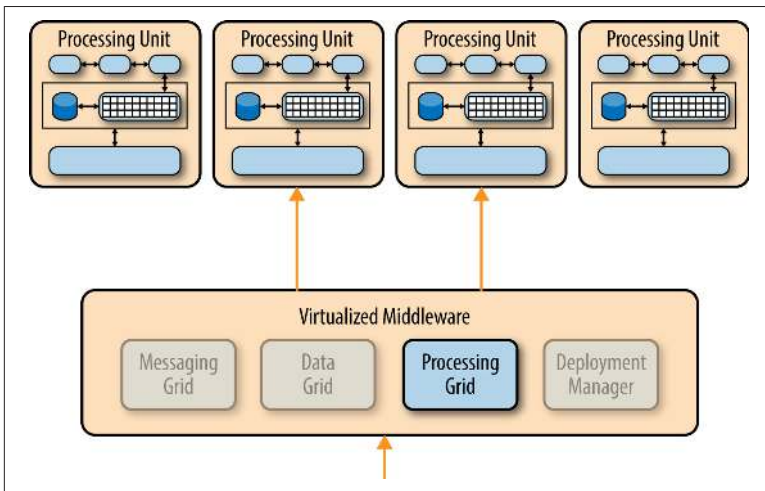 Processing Unit
Processing Unit
Processing Unit
Processing Unit
Virtualized Middleware
Messaging
Grid
Data
Grid
Processing
Grid
Deployment
Manager